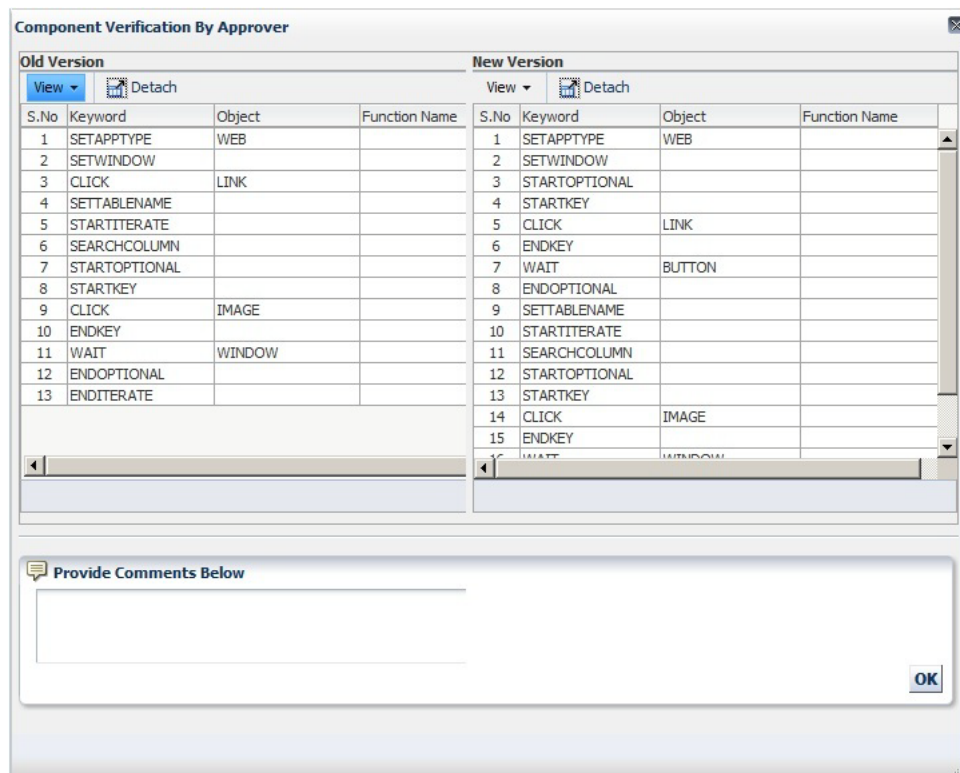 Component Verification By Approver
Old Version
View
Detach
S.No Keyword Object Function Name
1 SETAPPTYPE WEB
2 SETWINDOW
3 CLICK LINK
4 SETTABLENAME
5 STARTITERATE
6 SEARCHCOLUMN
7 STARTOPTIONAL
8 STARTKEY
9 CLICK IMAGE
10 ENDKEY
11 WAIT WINDOW
12 ENDOPTIONAL
13 ENDITERATE
New Version
View
Detach
S.No Keyword Object Function Name
1 SETAPPTYPE WEB
2 SETWINDOW
3 STARTOPTIONAL
4 STARTKEY
5 CLICK LINK
6 ENDKEY
7 WAIT BUTTON
8 ENDOPTIONAL
9 SETTABLENAME
10 STARTITERATE
11 SEARCHCOLUMN
12 STARTOPTIONAL
13 STARTKEY
14 CLICK IMAGE
15 ENDKEY
16 WAIT WINDOW
Provide Comments Below
OK